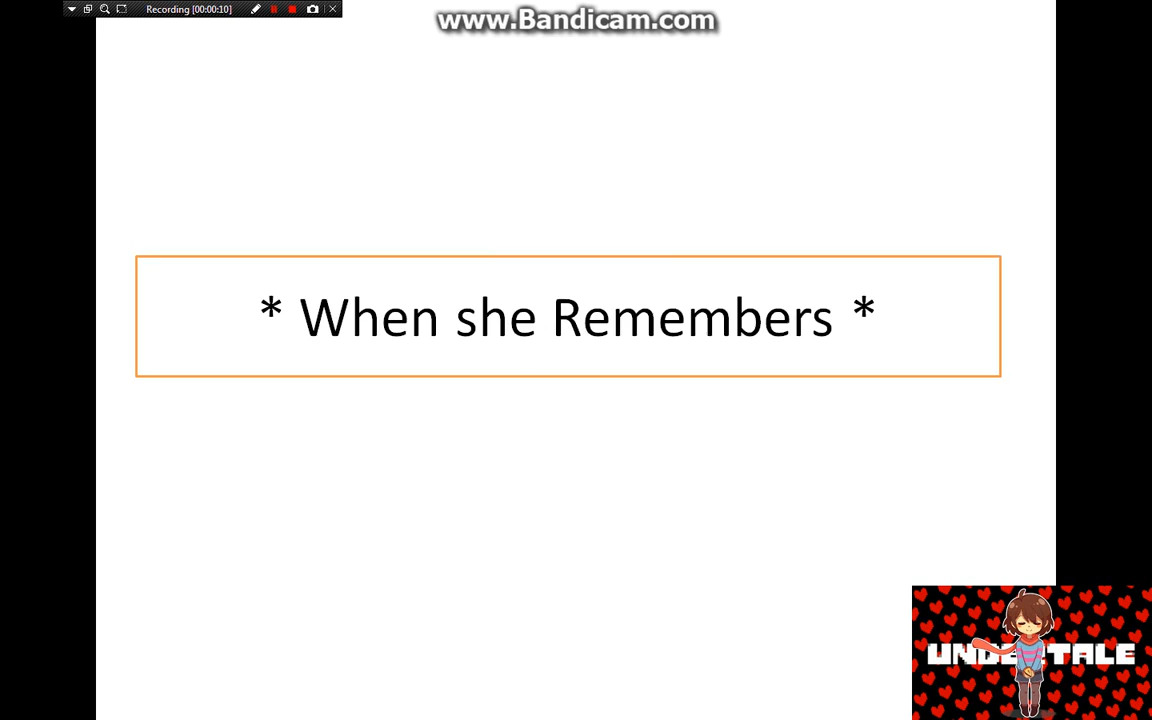 Recording [00:00:10]
www.Bandicam.com
* When she Remembers *
UNDERTALE